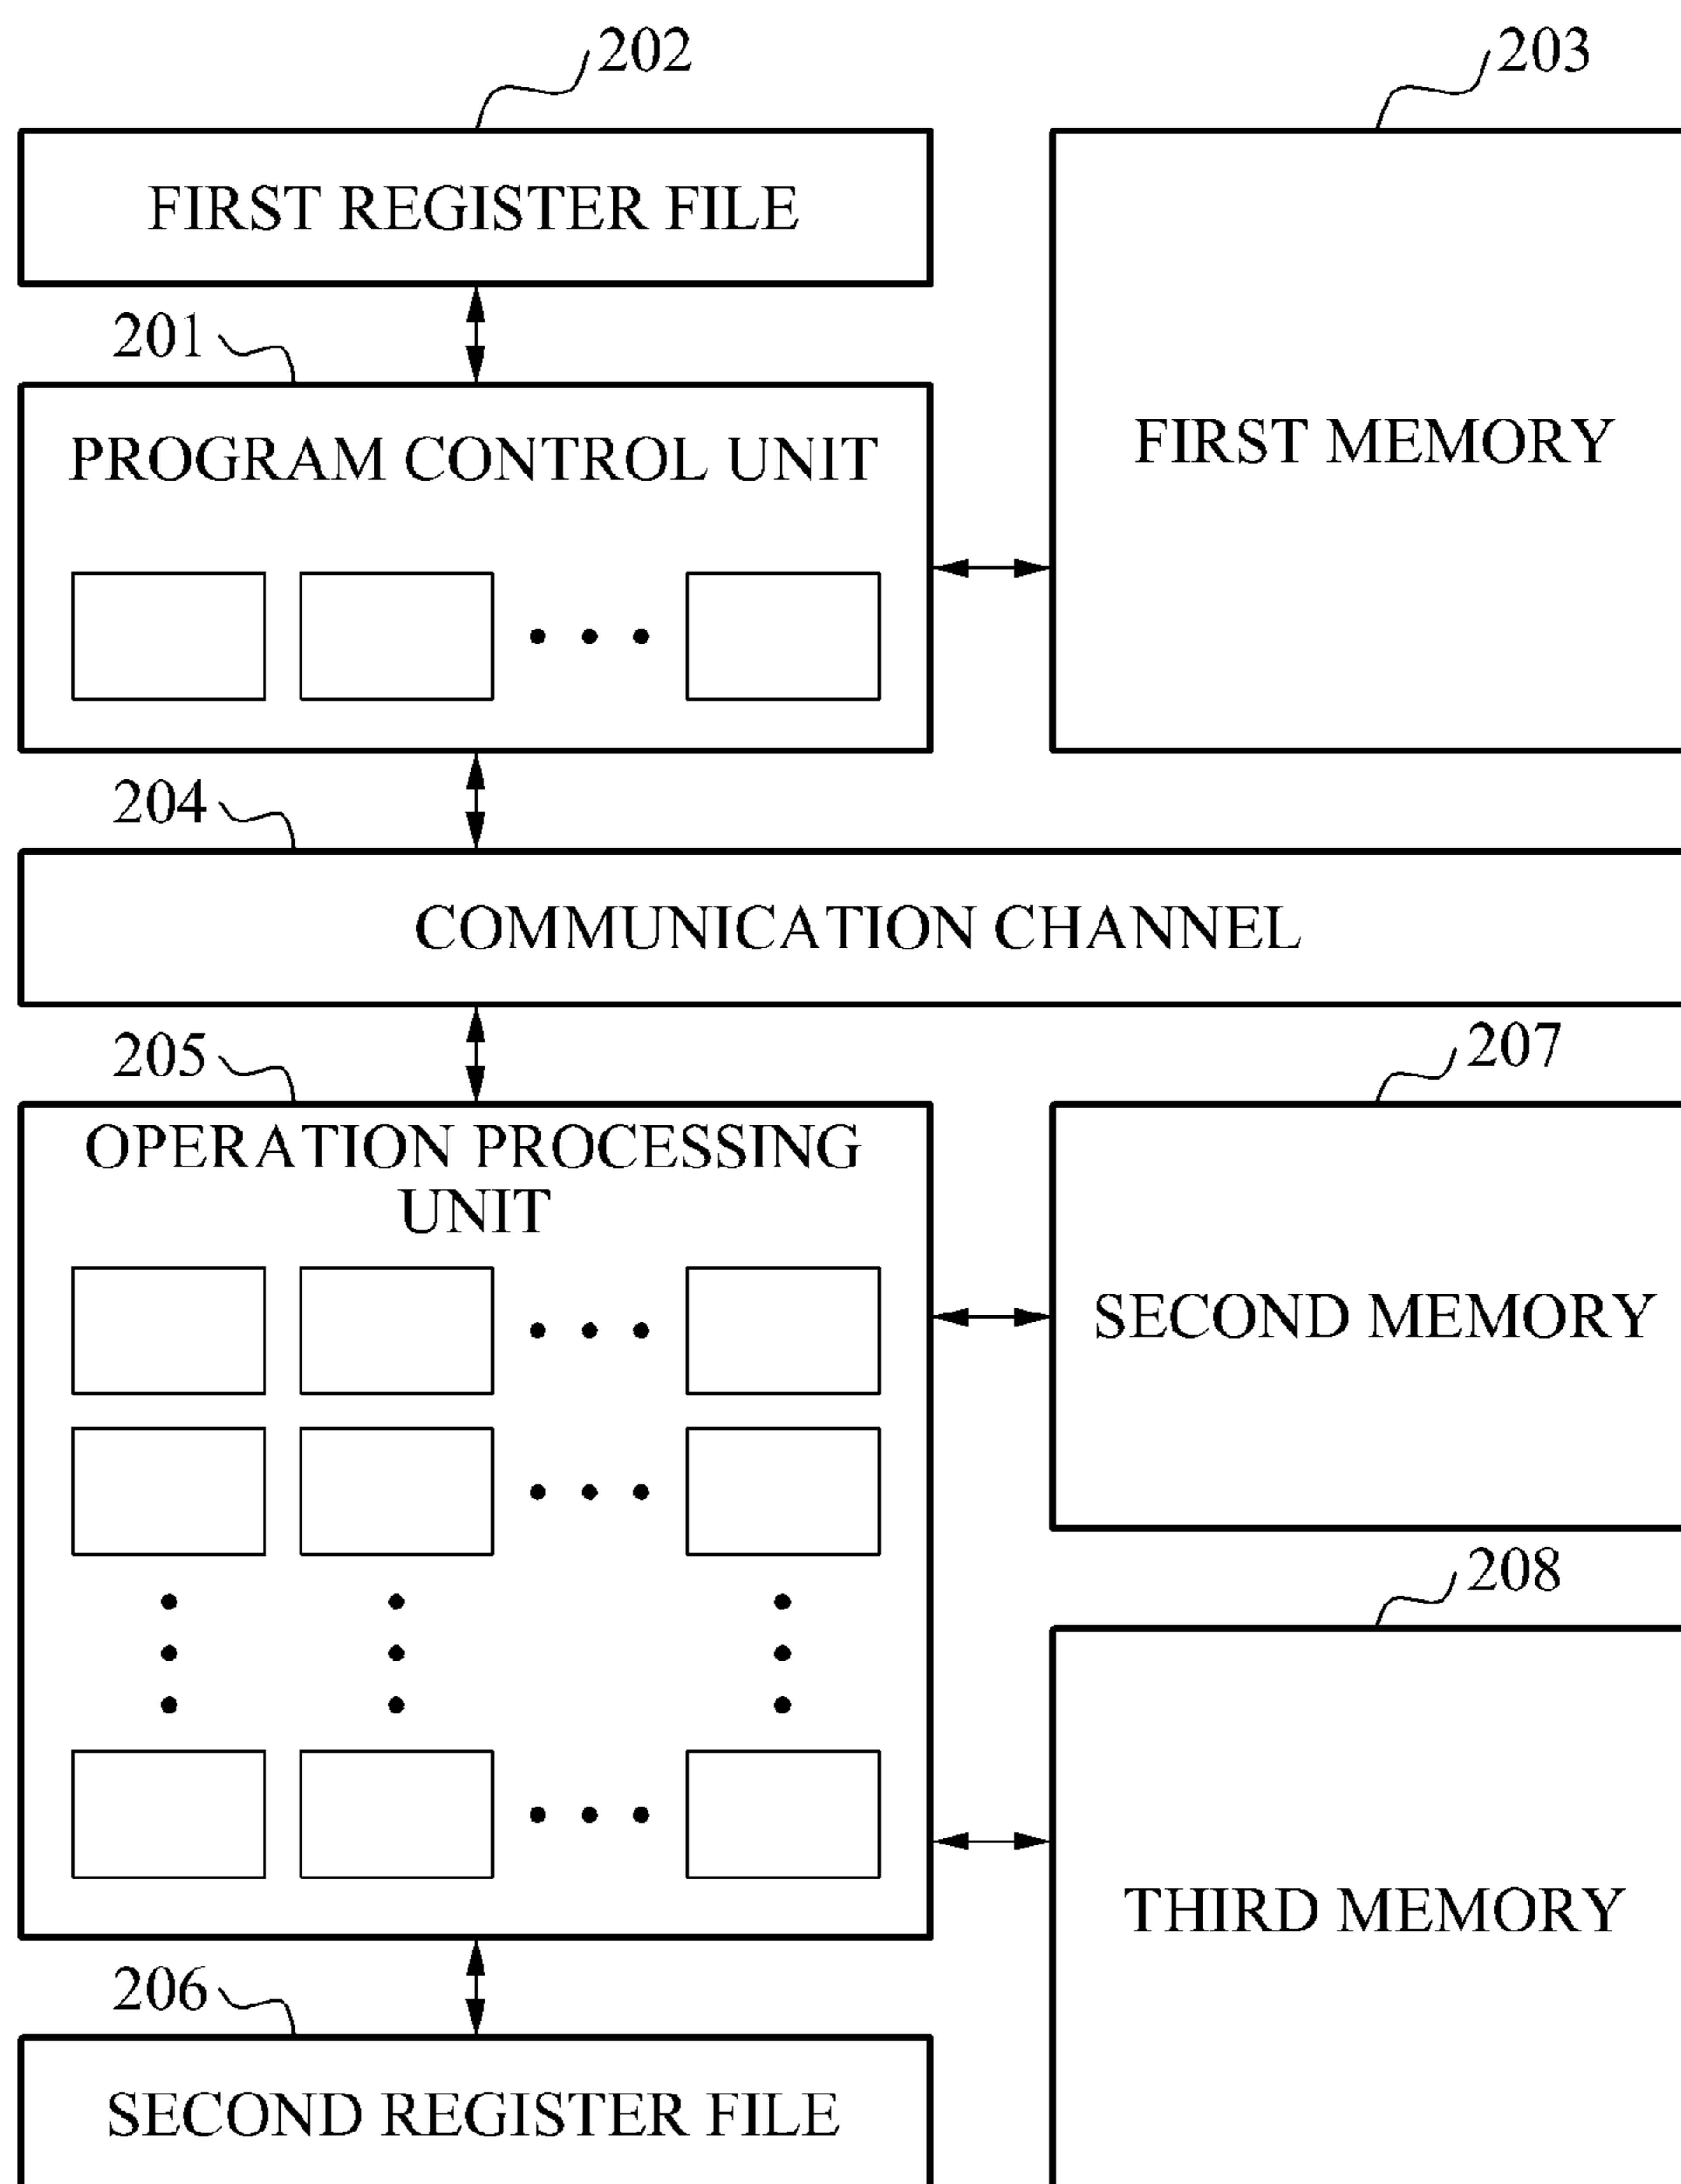 202
203
FIRST REGISTER FILE
201
PROGRAM CONTROL UNIT
FIRST MEMORY
204
COMMUNICATION CHANNEL
205
207
OPERATION PROCESSING
UNIT
SECOND MEMORY
208
THIRD MEMORY
206
SECOND REGISTER FILE